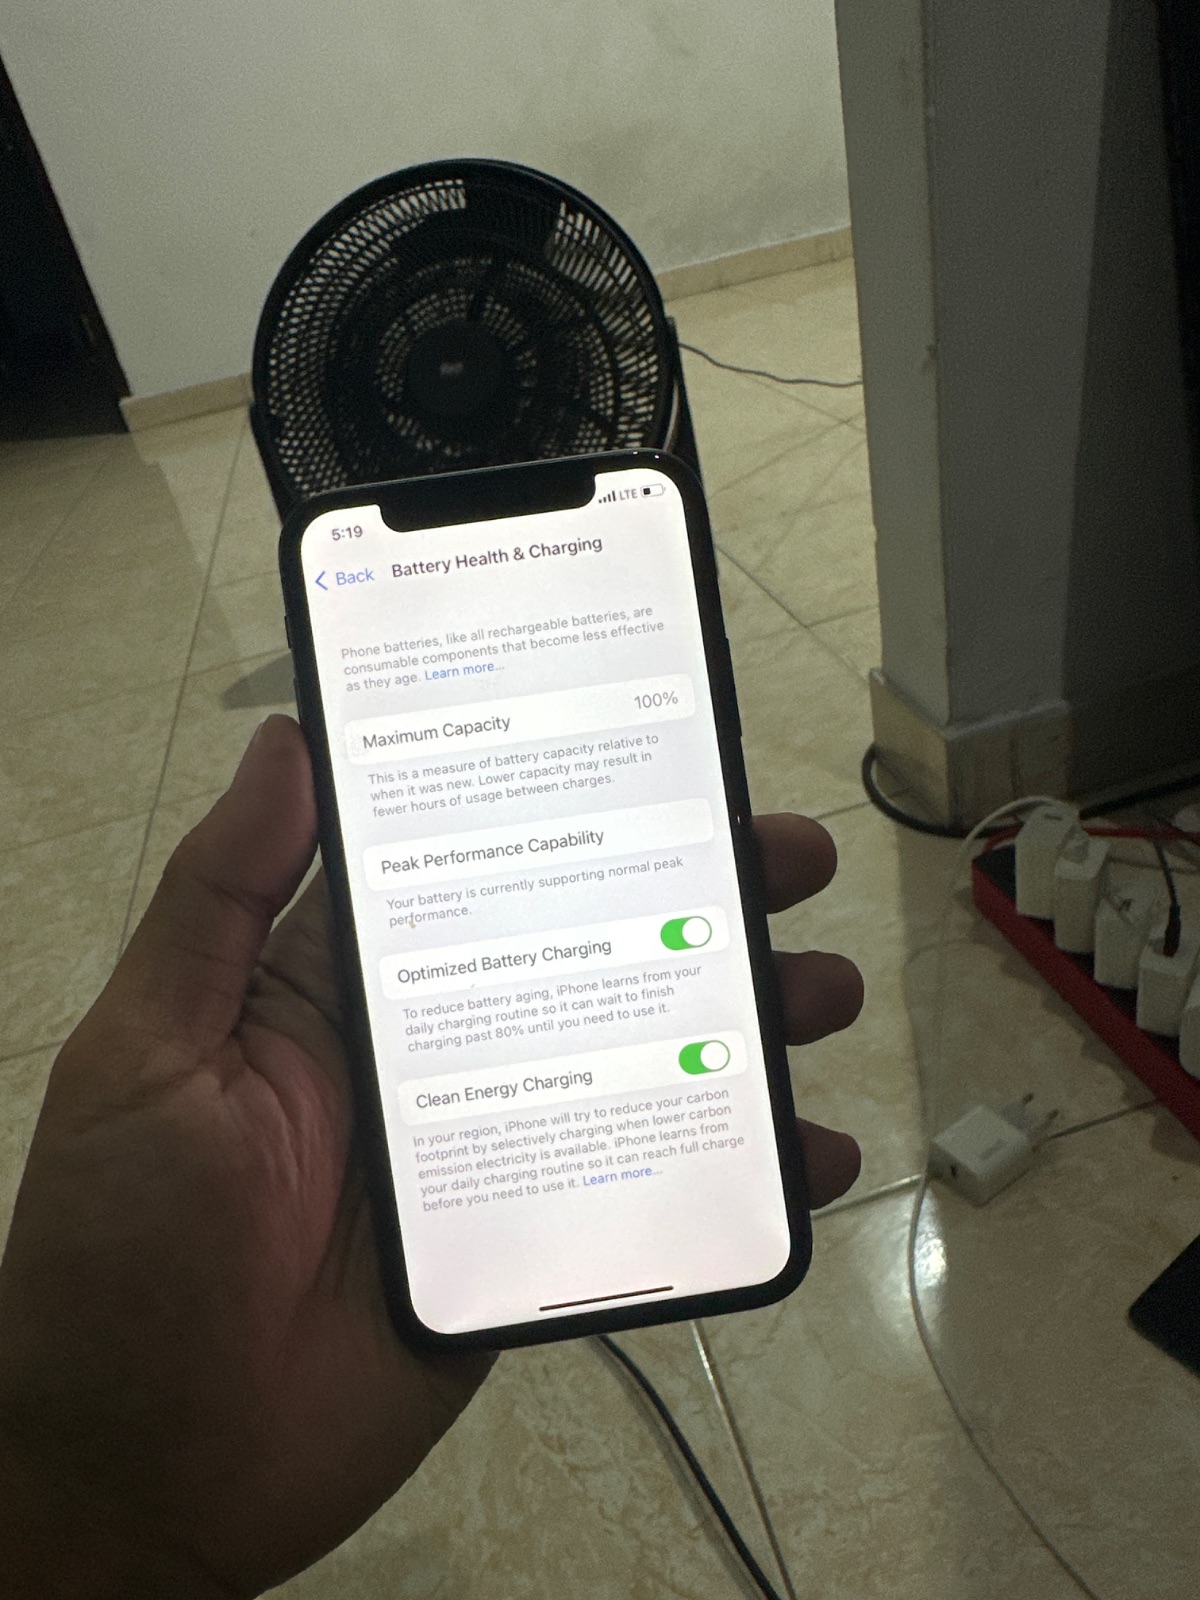 5:19
LTE
Back
Battery Health & Charging
Phone batteries, like all rechargeable batteries, are
consumable components that become less effective
as they age. Learn more...
Maximum Capacity 100%
This is a measure of battery capacity relative to
when it was new. Lower capacity may result in
fewer hours of usage between charges.
Peak Performance Capability
Your battery is currently supporting normal peak
performance.
Optimized Battery Charging
To reduce battery aging, iPhone learns from your
daily charging routine so it can wait to finish
charging past 80% until you need to use it.
Clean Energy Charging
In your region, iPhone will try to reduce your carbon
footprint by selectively charging when lower carbon
emission electricity is available. iPhone learns from
your daily charging routine so it can reach full charge
before you need to use it. Learn more...